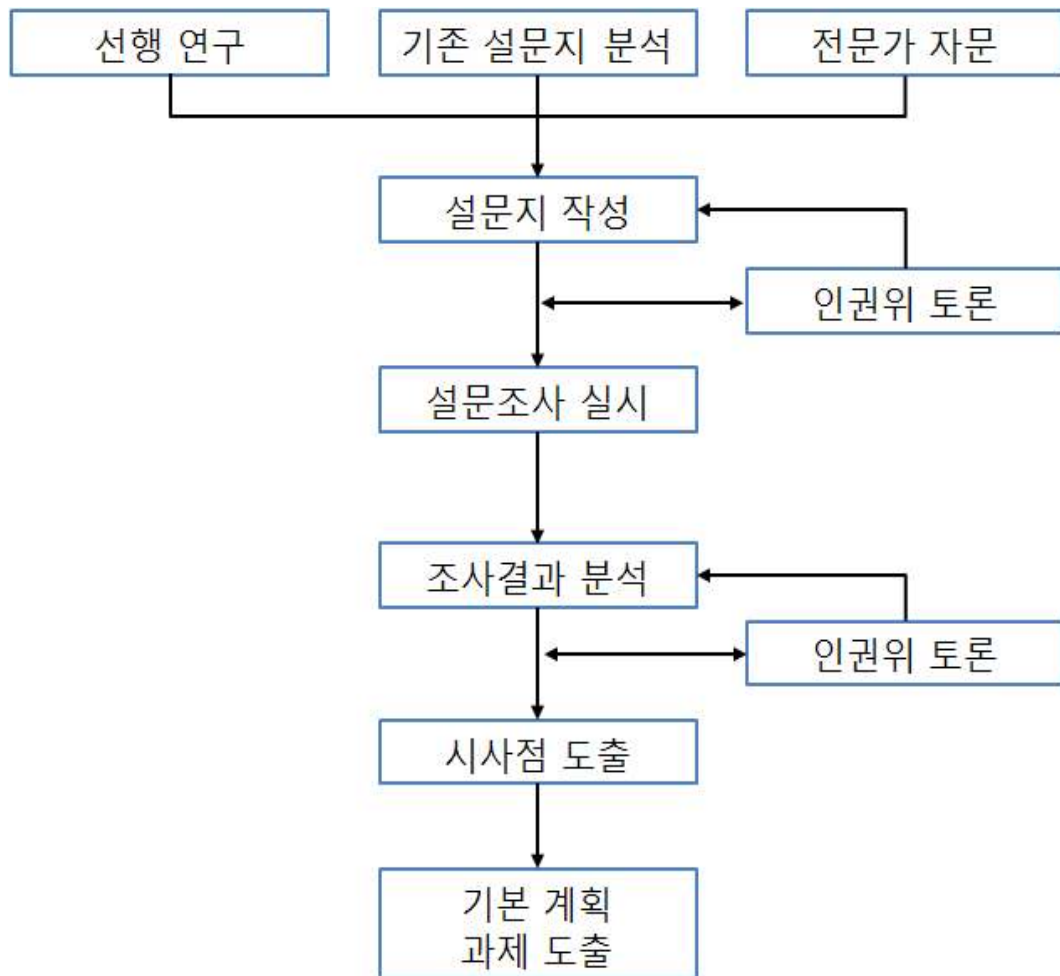 선행 연구
기존 설문지 분석
전문가 자문
설문지 작성
인권위 토론
설문조사 실시
조사결과 분석
인권위 토론
시사점 도출
기본 계획
과제 도출